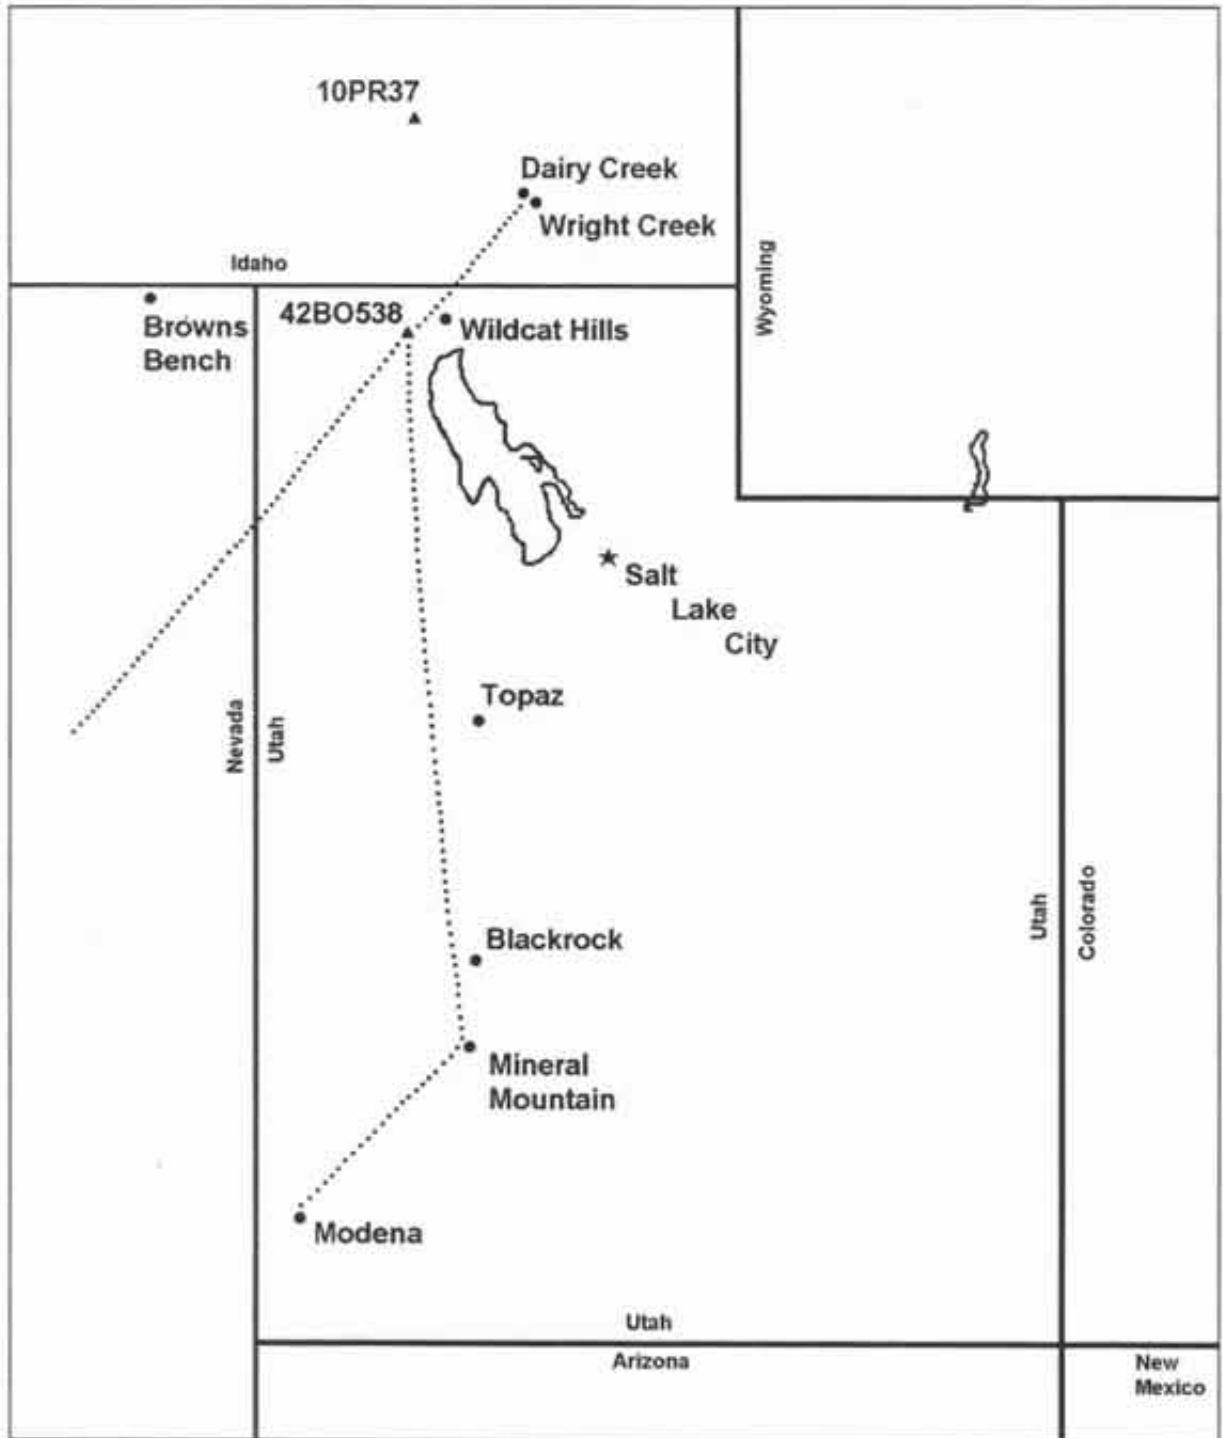 10PR37
Dairy Creek
Wright Creek
Idaho
Wyoming
42BO538
Browns
Bench
Wildcat Hills
Salt
Lake
City
Topaz
Nevada
Utah
Blackrock
Utah
Colorado
Mineral
Mountain
Modena
Utah
Arizona
New
Mexico